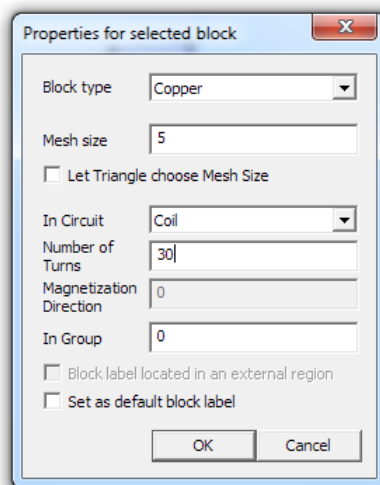 Properties for selected block
Block type Copper
Mesh size 5
Let Triangle choose Mesh Size
In Circuit Coil
Number of
Turns 30
Magnetization
Direction 0
In Group 0
Block label located in an external region
Set as default block label
OK Cancel